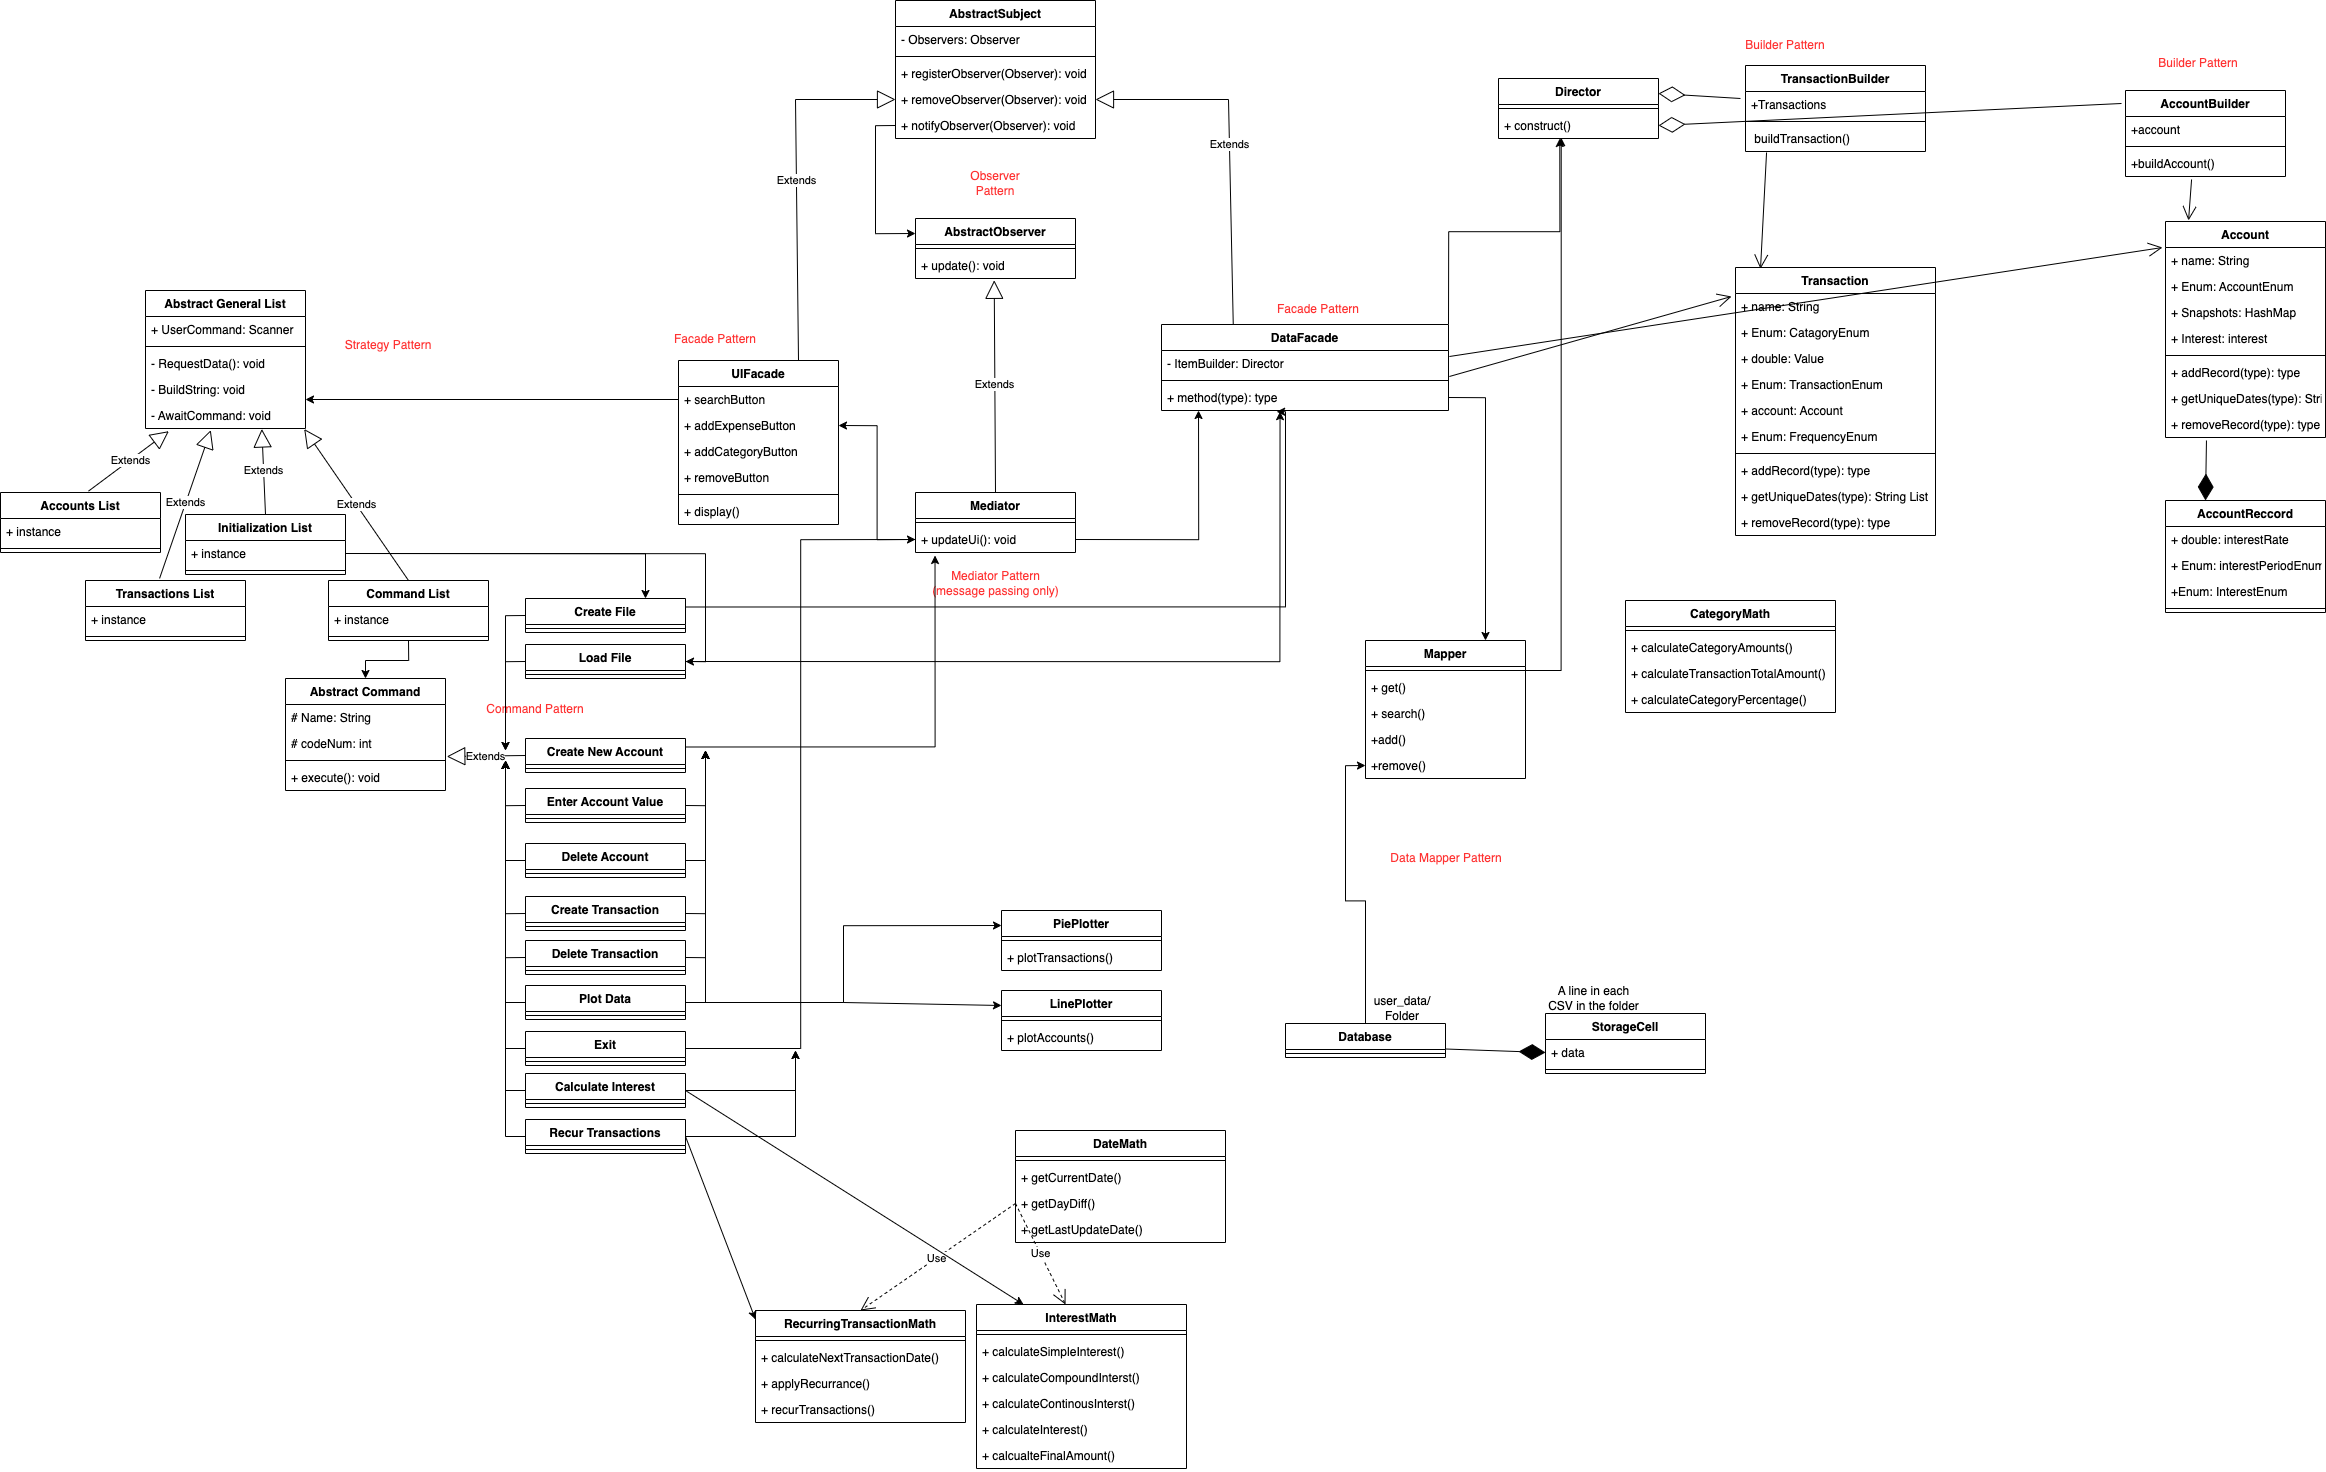 AbstractSubject
- Observers: Observer
+ registerObserver(Observer): void
+ removeObserver(Observer): void
+ notifyObserver(Observer): void
Extends
Extends
Observer
Pattern
AbstractObserver
+ update(): void
Extends
Builder Pattern
Builder Pattern
Director
+ construct()
TransactionBuilder
+Transactions
buildTransaction()
AccountBuilder
+account
+buildAccount()
Account
+ name: String
+ Enum: AccountEnum
+ Snapshots: HashMap
+ Interest: interest
+ addRecord(type): type
+ getUniqueDates(type): Stri
+ removeRecord(type): type
Transaction
+ name: String
+ Enum: CatagoryEnum
+ double: Value
+ Enum: TransactionEnum
+ account: Account
+ Enum: FrequencyEnum
+ addRecord(type): type
+ getUniqueDates(type): String List
+ removeRecord(type): type
AccountReccord
+ double: interestRate
+ Enum: interestPeriodEnum
+Enum: InterestEnum
Abstract General List
+ UserCommand: Scanner
- RequestData(): void
- BuildString: void
- AwaitCommand: void
Strategy Pattern
Facade Pattern
UIFacade
+ searchButton
+ addExpenseButton
+ addCategoryButton
+ removeButton
+ display()
Facade Pattern
DataFacade
- ItemBuilder: Director
+ method(type): type
Extends
Extends
Extends
Extends
Accounts List
+ instance
Initialization List
+ instance
Transactions List
+ instance
Command List
+ instance
Mediator
+ updateUi(): void
Mediator Pattern
(message passing only)
Create File
Load File
Abstract Command
# Name: String
# codeNum: int
+ execute(): void
Command Pattern
Extends
Create New Account
Enter Account Value
Delete Account
Create Transaction
Delete Transaction
Plot Data
Exit
Calculate Interest
Recur Transactions
Mapper
+ get()
+ search()
+add()
+remove()
CategoryMath
+ calculateCategoryAmounts()
+ calculateTransactionTotalAmount()
+ calculateCategoryPercentage()
Data Mapper Pattern
PiePlotter
+ plotTransactions()
LinePlotter
+ plotAccounts()
user_data/
Folder
Database
A line in each
CSV in the folder
StorageCell
+ data
DateMath
+ getCurrentDate()
+ getDayDiff()
+ getLastUpdateDate()
Use
Use
RecurringTransactionMath
+ calculateNextTransactionDate()
+ applyRecurrance()
+ recurTransactions()
InterestMath
+ calculateSimpleInterest()
+ calculateCompoundInterst()
+ calculateContinousInterst()
+ calculateInterest()
+ calcualteFinalAmount()